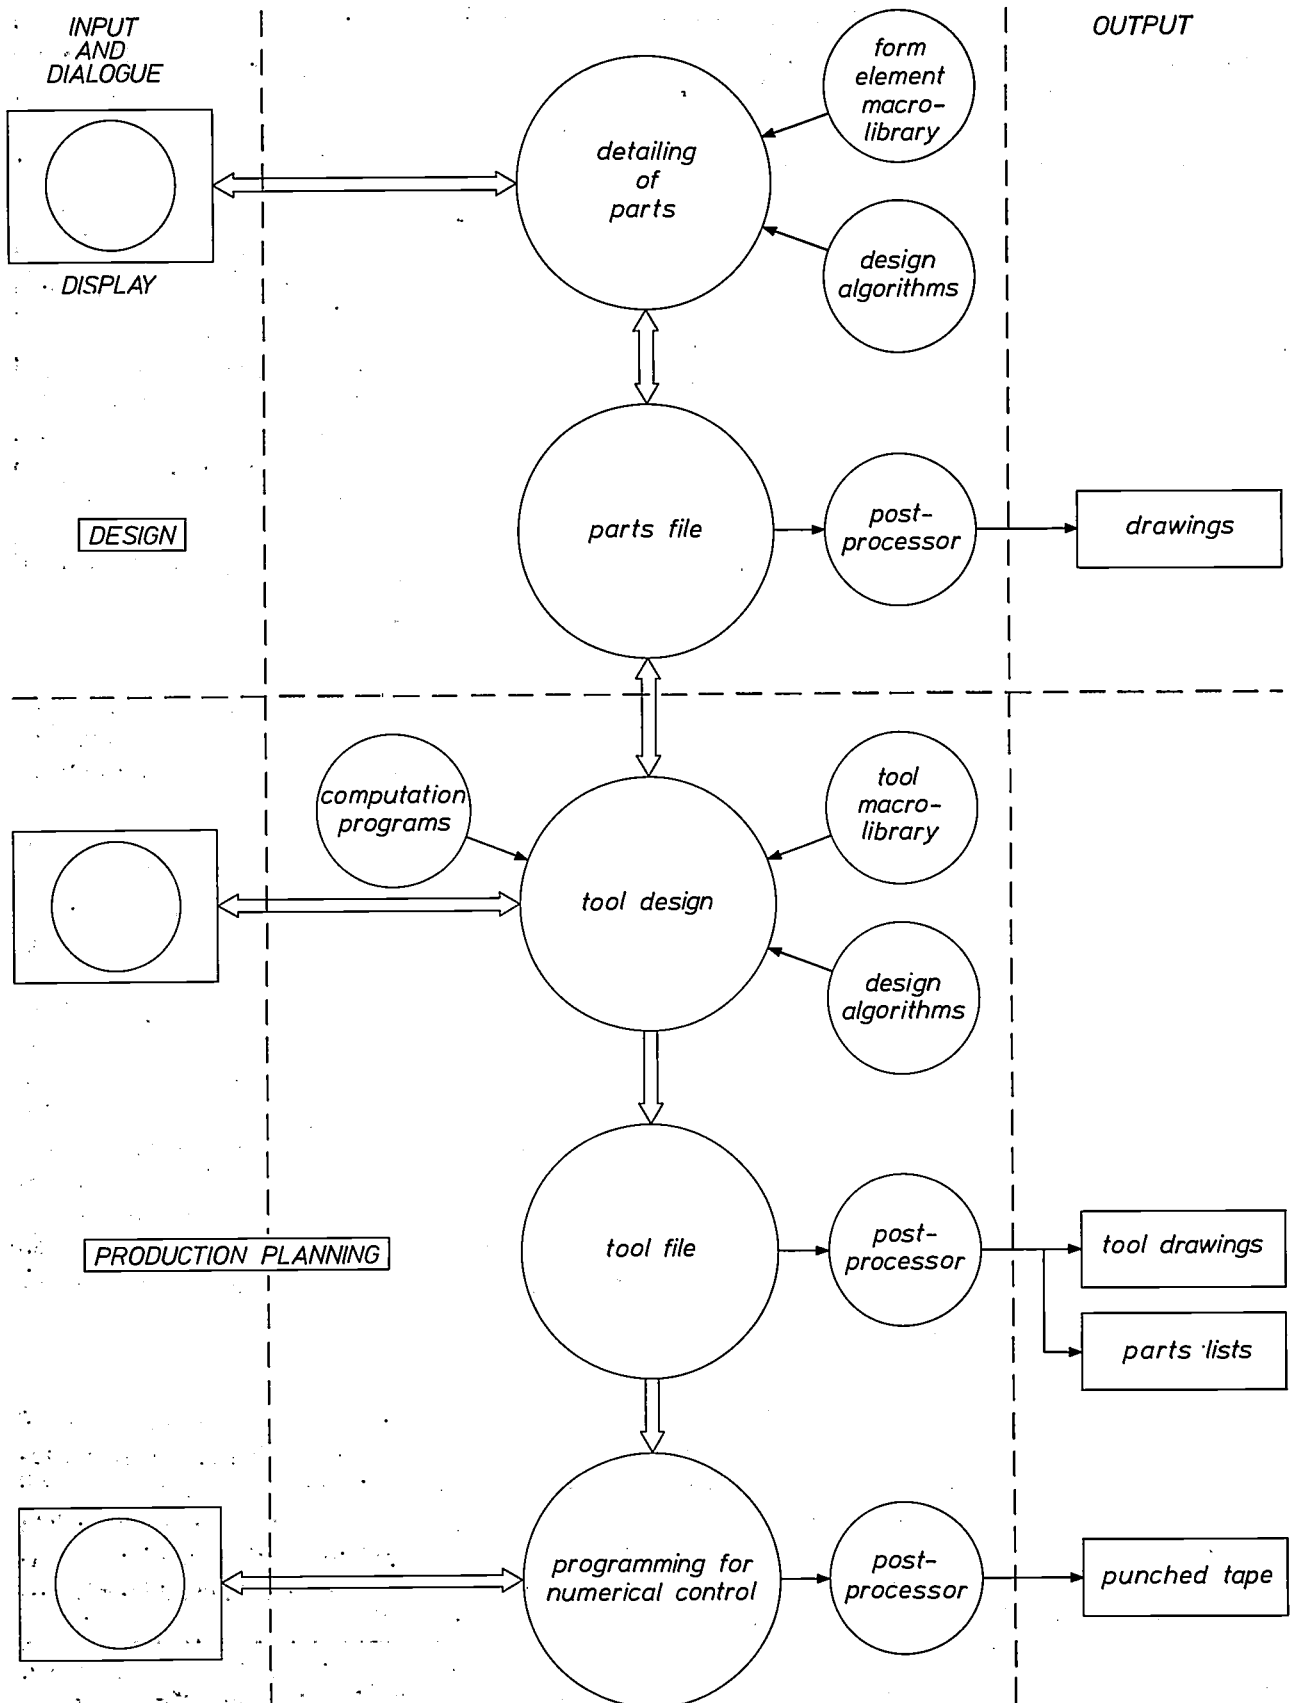 INPUT
AND
DIALOGUE
OUTPUT
form
element
macro-
library
detailing
of
parts
design
algorithms
DISPLAY
DESIGN
parts file
post-
processor
drawings
computation
programs
tool
macro-
library
tool design
design
algorithms
PRODUCTION PLANNING
tool file
post-
processor
tool drawings
parts lists
programming for
numerical control
post-
processor
punched tape